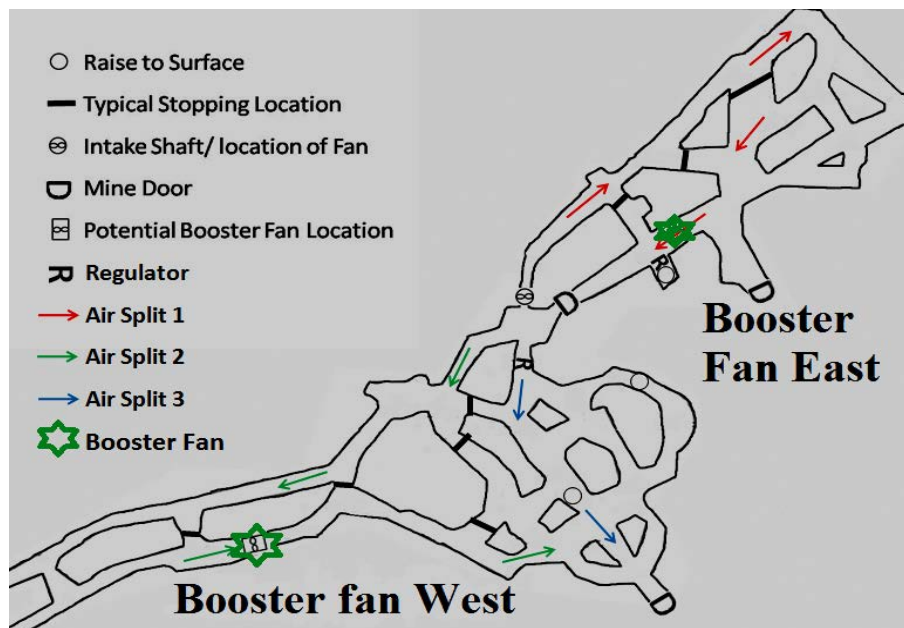 Raise to Surface
Typical Stopping Location
Intake Shaft/ location of Fan
D Mine Door
Potential Booster Fan Location
R Regulator
Air Split 1
Air Split 2
Air Split 3
Booster Fan
R
D
D
Booster
Fan East
R
Booster fan West
D